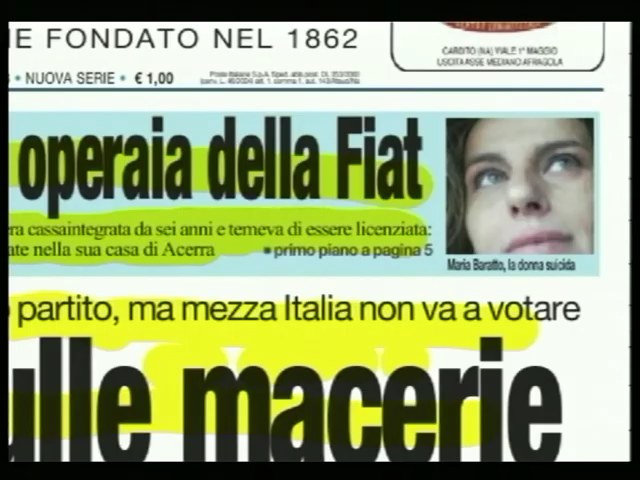 E FONDATO NEL 1862
CARDITO (NA) VIALE 1° MAGGIO
USCITA ASSE MEDIANO AFRAGOLA
• NUOVA SERIE • € 1,00
operaia della Fiat
era cassaintegrata da sei anni e temeva di essere licenziata:
ate nella sua casa di Acerra
primo piano a pagina 5
Maria Baratto, la donna suicida
partito, ma mezza Italia non va a votare
ulle macerie